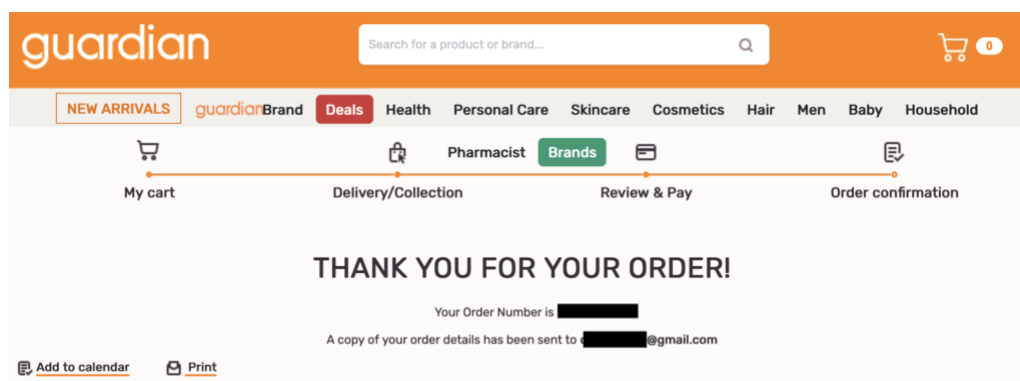 guardian
Search for a product or brand...
0
NEW ARRIVALS guardianBrand Deals Health Personal Care Skincare Cosmetics Hair Men Baby Household
Pharmacist Brands
My cart Delivery/Collection Review & Pay Order confirmation
THANK YOU FOR YOUR ORDER!
Your Order Number is
A copy of your order details has been sent to @gmail.com
Add to calendar Print